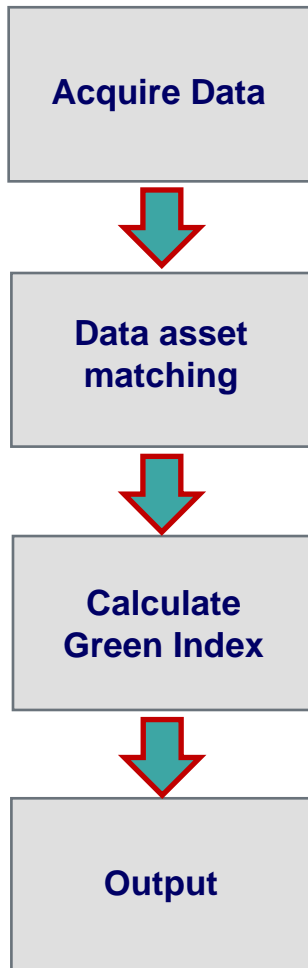 Acquire Data
Data asset
matching
Calculate
Green Index
Output